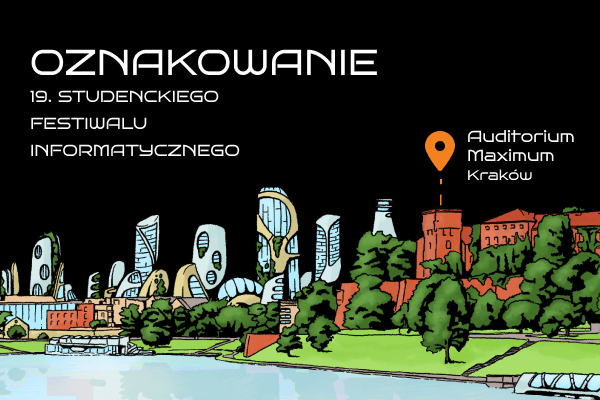 OZNAKOWANIE
19. STUDENCKIEGO
FESTIWALU
INFORMATYCZNEGO
Auditorium
Maximum
Kraków